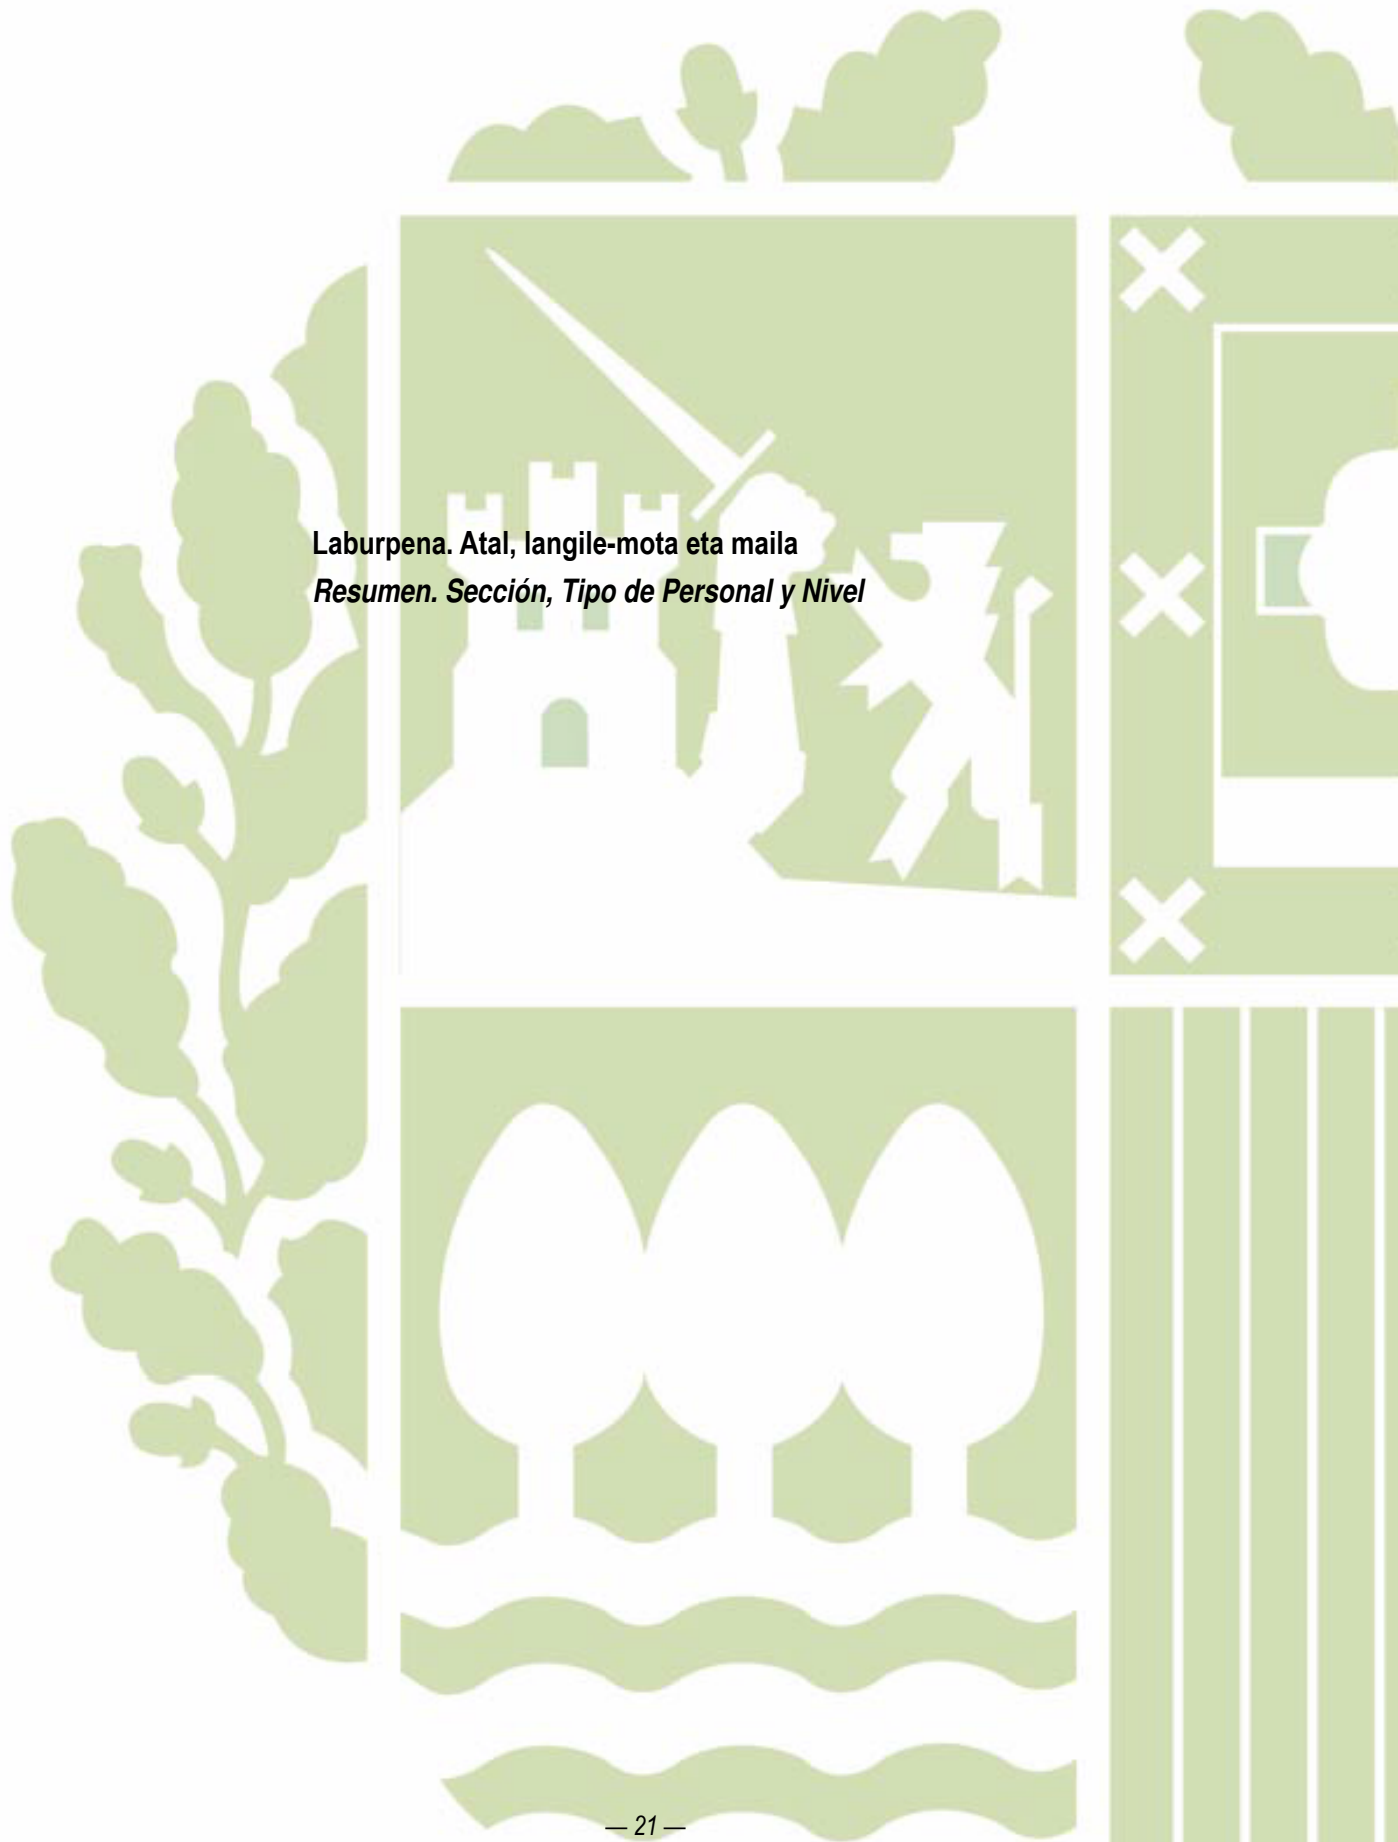 Laburpena. Atal, langile-mota eta maila
Resumen. Sección, Tipo de Personal y Nivel
— 21 —